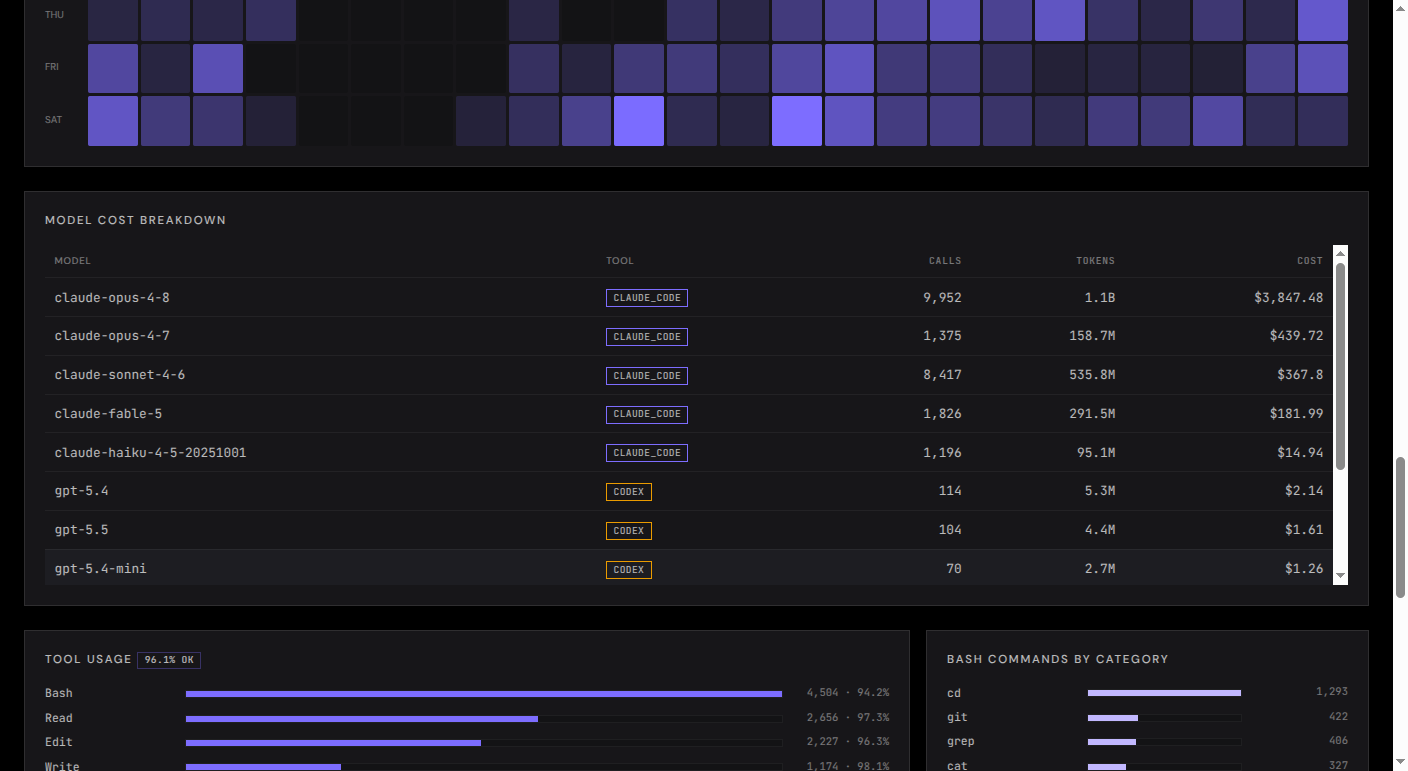 THU
FRI
SAT
MODEL COST BREAKDOWN
MODEL TOOL CALLS TOKENS COST
claude-opus-4-8 CLAUDE_CODE 9,952 1.1B $3,847.48
claude-opus-4-7 CLAUDE_CODE 1,375 158.7M $439.72
claude-sonnet-4-6 CLAUDE_CODE 8,417 535.8M $367.8
claude-fable-5 CLAUDE_CODE 1,826 291.5M $181.99
claude-haiku-4-5-20251001 CLAUDE_CODE 1,196 95.1M $14.94
gpt-5.4 CODEX 114 5.3M $2.14
gpt-5.5 CODEX 104 4.4M $1.61
gpt-5.4-mini CODEX 70 2.7M $1.26
TOOL USAGE 96.1% OK
Bash 4,504 · 94.2%
Read 2,656 · 97.3%
Edit 2,227 · 96.3%
Write 1,174 · 98.1%
BASH COMMANDS BY CATEGORY
cd 1,293
git 422
grep 406
cat 327